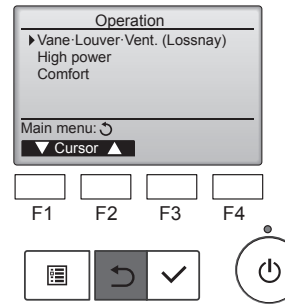 Operation
Vane·Louver·Vent. (Lossnay)
High power
Comfort
Main menu:
Cursor
F1 F2 F3 F4